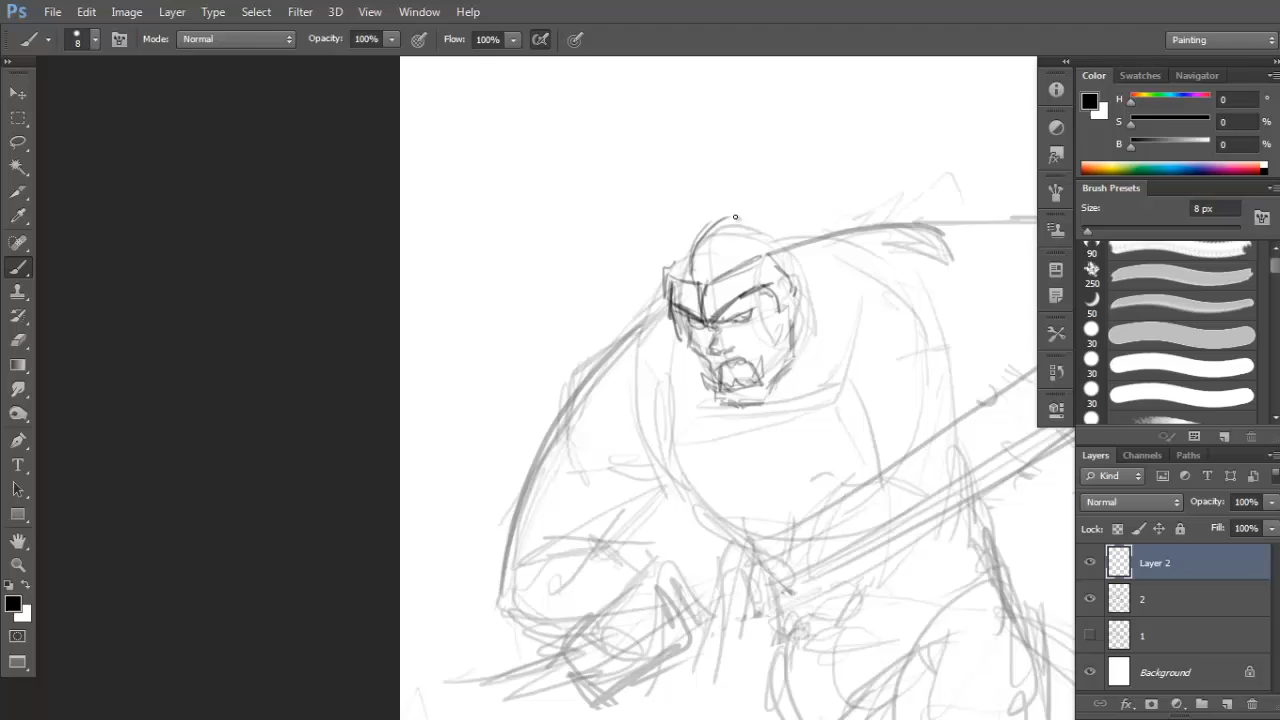 Ps File Edit Image Layer Type Select Filter 3D View Window Help
8 Mode: Normal Opacity: 100% Flow: 100% Painting
Color Swatches Navigator
H 0 °
S 0 %
B 0 %
Brush Presets
Size: 8 px
90
250
50
30
30
30
Layers Channels Paths
Kind
Normal Opacity: 100%
Lock: Fill: 100%
Layer 2
2
1
Background